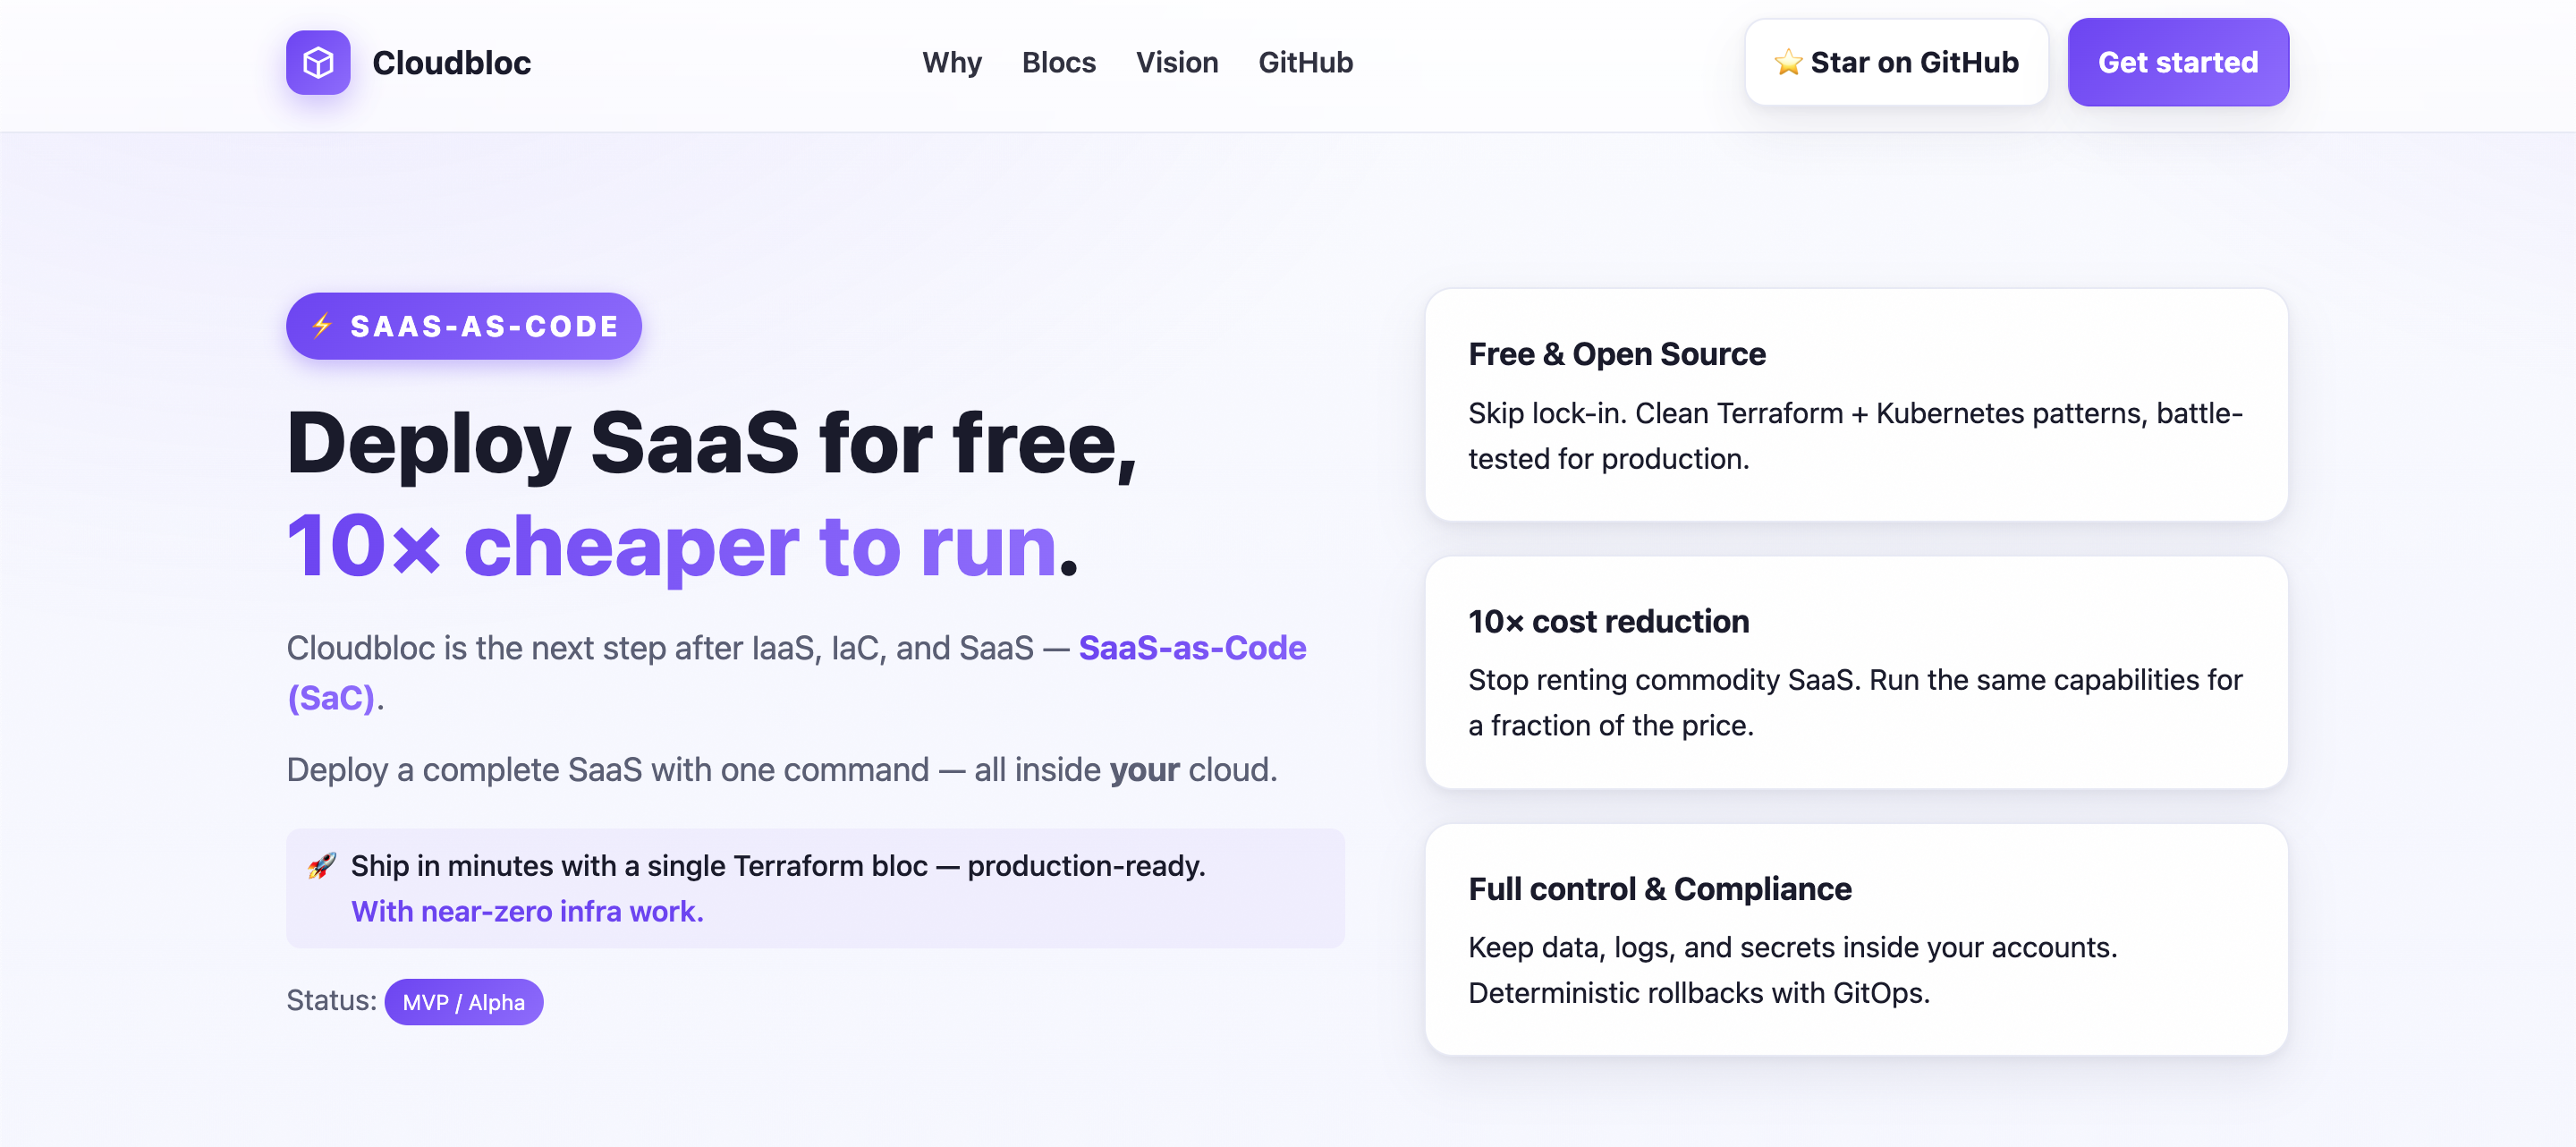 Cloudbloc
Why Blocs Vision GitHub
⭐ Star on GitHub
Get started
⚡ SAAS-AS-CODE
Deploy SaaS for free,
10× cheaper to run.
Cloudbloc is the next step after IaaS, IaC, and SaaS — SaaS-as-Code
(SaC).
Deploy a complete SaaS with one command — all inside your cloud.
🚀 Ship in minutes with a single Terraform bloc — production-ready.
With near-zero infra work.
Status: MVP / Alpha
Free & Open Source
Skip lock-in. Clean Terraform + Kubernetes patterns, battle-
tested for production.
10× cost reduction
Stop renting commodity SaaS. Run the same capabilities for
a fraction of the price.
Full control & Compliance
Keep data, logs, and secrets inside your accounts.
Deterministic rollbacks with GitOps.